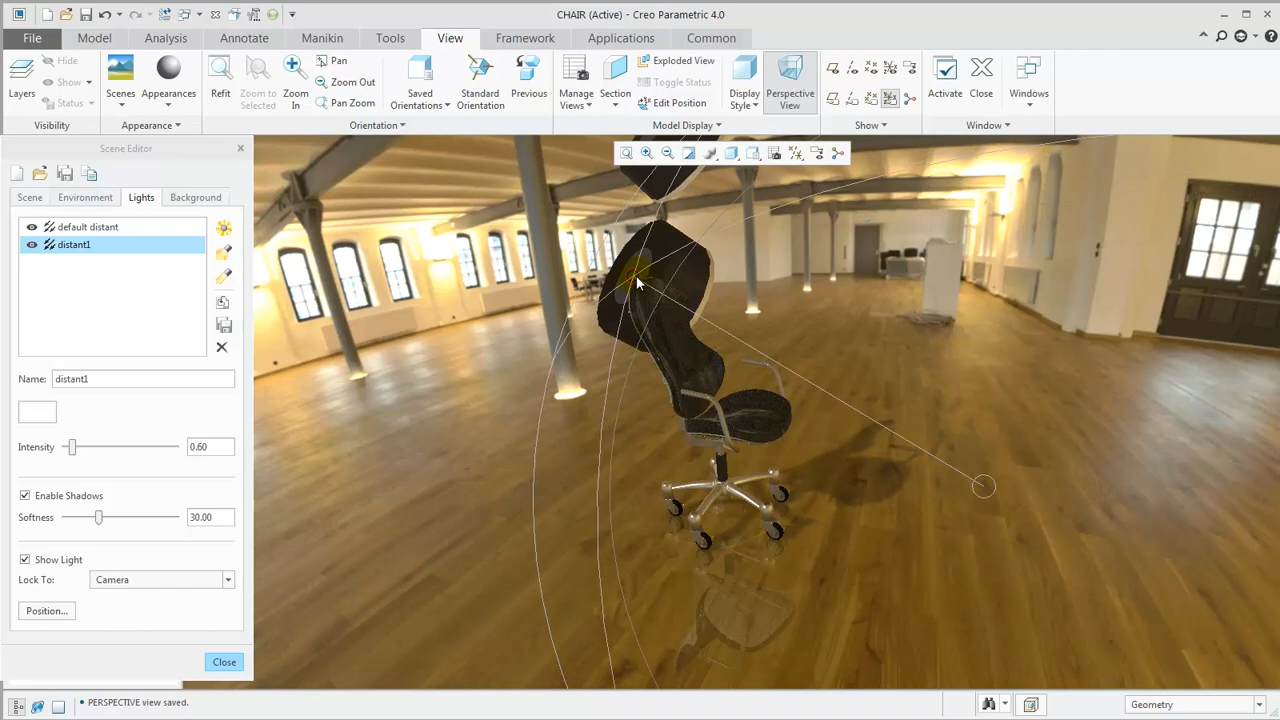 CHAIR (Active) - Creo Parametric 4.0
File Model Analysis Annotate Manikin Tools View Framework Applications Common
Hide Pan Exploded View
Show Zoom Out Toggle Status
Status Pan Zoom Edit Position
Layers Scenes Appearances Refit Zoom to Selected Zoom In Saved Orientations Standard Orientation Previous Manage Views Section Display Style Perspective View Activate Close Windows
Visibility Appearance Orientation Model Display Show Window
Scene Editor
Scene Environment Lights Background
default distant
distant1
Name: distant1
Intensity 0.60
Enable Shadows
Softness 30.00
Show Light
Lock To: Camera
Position...
Close
PERSPECTIVE view saved.
Geometry